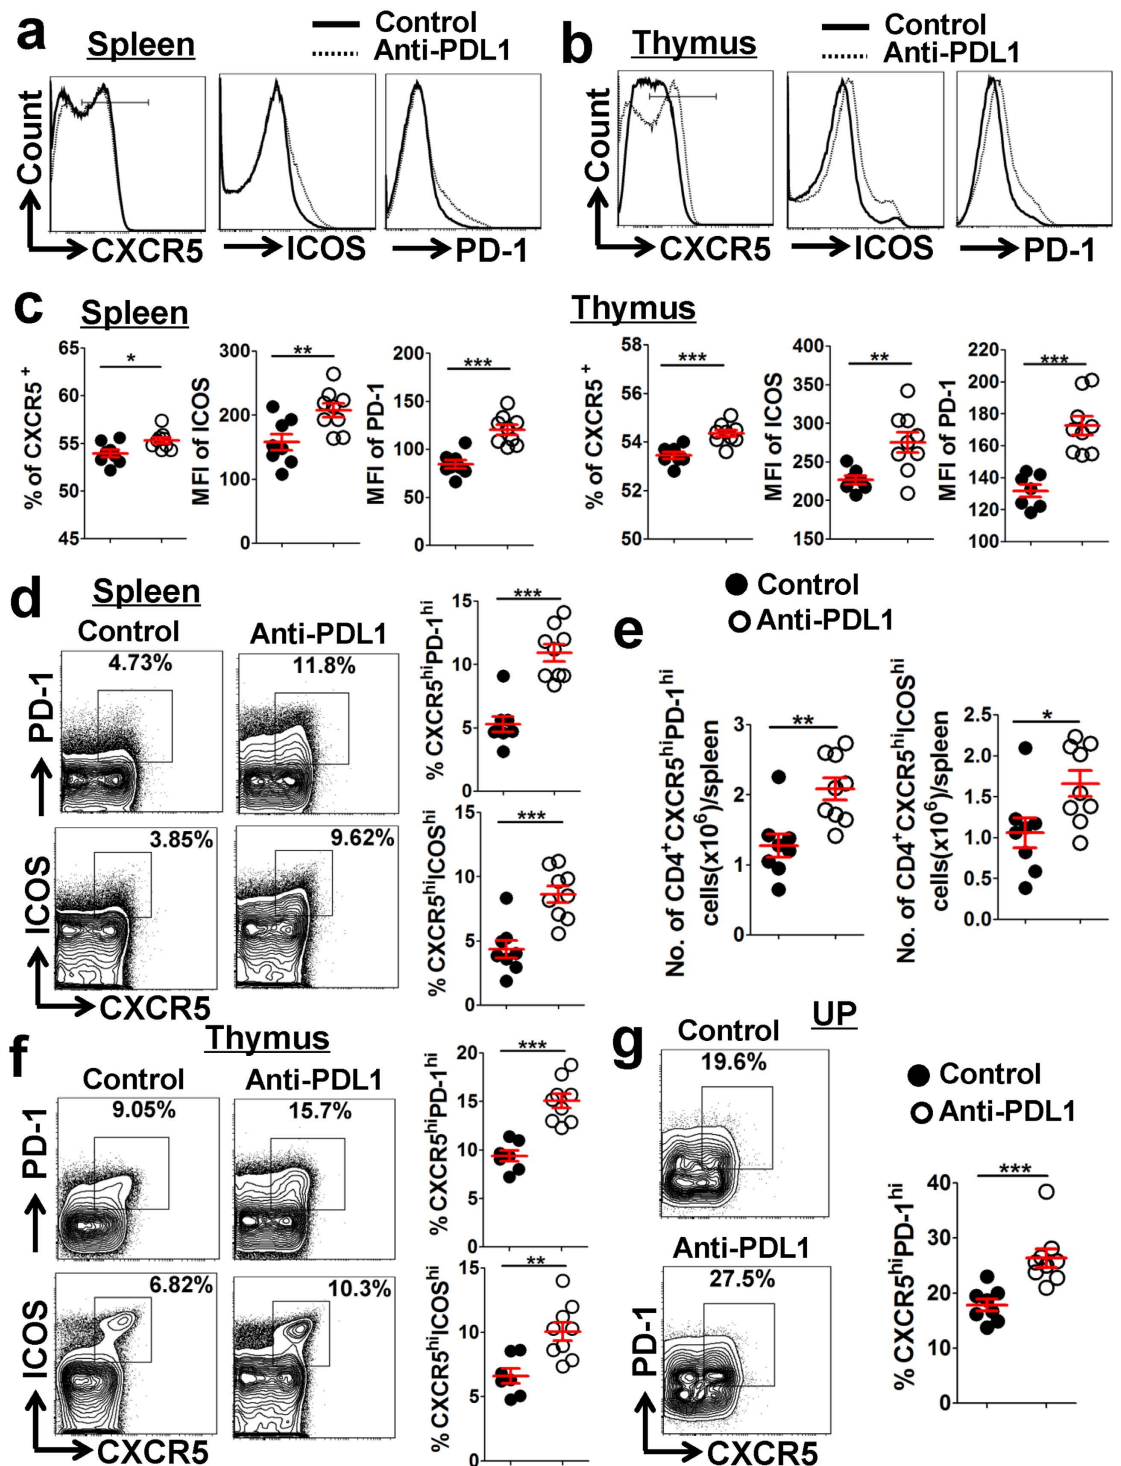 a
Spleen
Control
Anti-PDL1
Count
CXCR5
ICOS
PD-1
b
Thymus
Control
Anti-PDL1
Count
CXCR5
ICOS
PD-1
c
Spleen
% of CXCR5 +
65
60
55
50
45
*
MFI of ICOS
300
200
100
0
**
MFI of PD-1
200
150
100
50
0
***
Thymus
% of CXCR5 +
58
56
54
52
50
***
MFI of ICOS
400
350
300
250
200
150
**
MFI of PD-1
220
200
180
160
140
120
100
***
d
Spleen
Control
Anti-PDL1
4.73%
11.8%
PD-1
3.85%
9.62%
ICOS
CXCR5
% CXCR5hiPD-1hi
15
10
5
0
***
% CXCR5hiICOShi
15
10
5
0
***
Control
Anti-PDL1
e
No. of CD4+CXCR5hiPD-1hi
cells(x10^6)/spleen
3
2
1
0
**
No. of CD4+CXCR5hiICOShi
cells(x10^6)/spleen
2.5
2.0
1.5
1.0
0.5
0.0
*
f
Thymus
Control
Anti-PDL1
9.05%
15.7%
PD-1
6.82%
10.3%
ICOS
CXCR5
% CXCR5hiPD-1hi
20
15
10
5
0
***
% CXCR5hiICOShi
15
10
5
0
**
g
UP
Control
19.6%
Anti-PDL1
27.5%
PD-1
CXCR5
Control
Anti-PDL1
% CXCR5hiPD-1hi
40
30
20
10
0
***